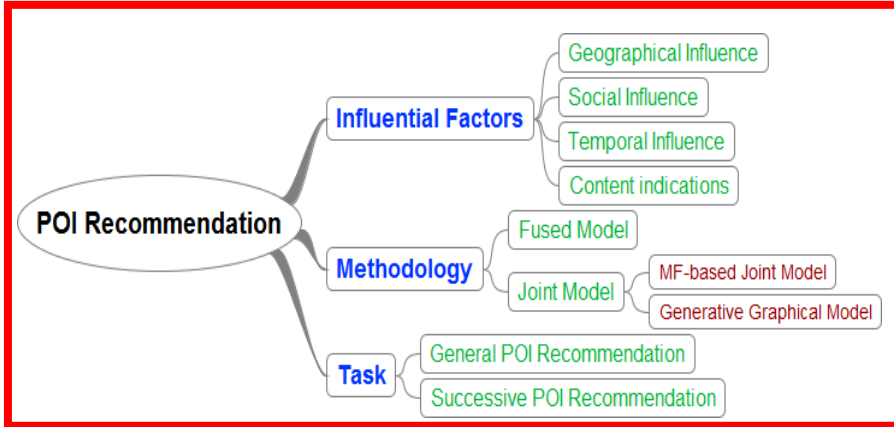 POI Recommendation
Influential Factors
Geographical Influence
Social Influence
Temporal Influence
Content indications
Methodology
Fused Model
Joint Model
MF-based Joint Model
Generative Graphical Model
Task
General POI Recommendation
Successive POI Recommendation